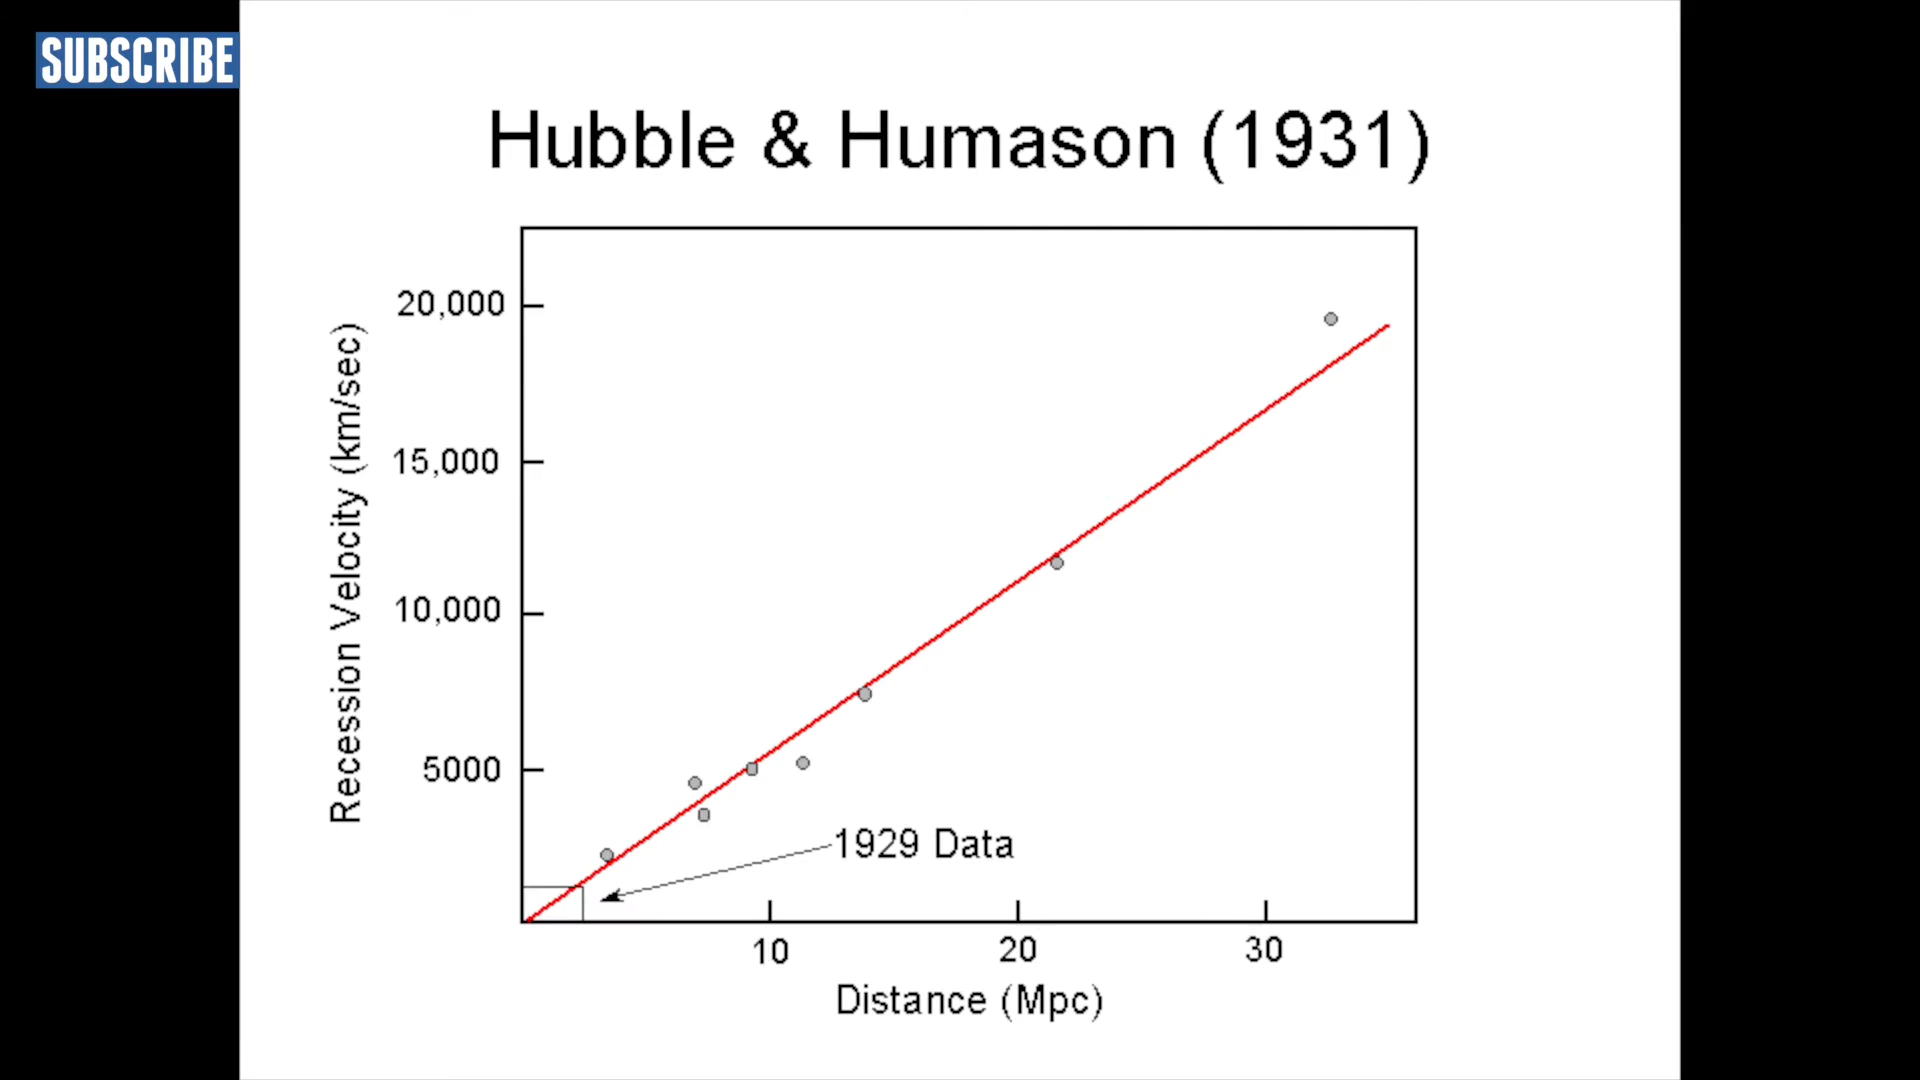 SUBSCRIBE
Hubble & Humason (1931)
20,000
15,000
10,000
5000
Recession Velocity (km/sec)
1929 Data
10 20 30
Distance (Mpc)